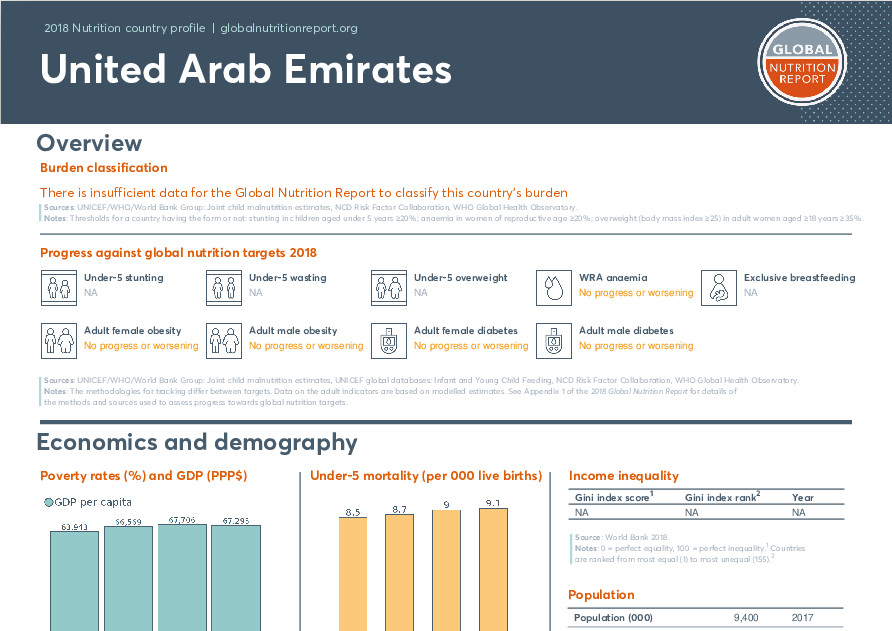 2018 Nutrition country profile | globalnutritionreport.org
United Arab Emirates
GLOBAL
NUTRITION
REPORT
Overview
Burden classification
There is insufficient data for the Global Nutrition Report to classify this country's burden
Sources: UNICEF/WHO/World Bank Group: Joint child malnutrition estimates, NCD Risk Factor Collaboration, WHO Global Health Observatory.
Notes: Thresholds for a country having the form or not: stunting in children aged under 5 years ≥20%; anaemia in women of reproductive age ≥20%; overweight (body mass index ≥25) in adult women aged ≥18 years ≥35%.
Progress against global nutrition targets 2018
Under-5 stunting
NA
Under-5 wasting
NA
Under-5 overweight
NA
WRA anaemia
No progress or worsening
Exclusive breastfeeding
NA
Adult female obesity
No progress or worsening
Adult male obesity
No progress or worsening
Adult female diabetes
No progress or worsening
Adult male diabetes
No progress or worsening
Sources: UNICEF/WHO/World Bank Group: Joint child malnutrition estimates, UNICEF global databases: Infant and Young Child Feeding, NCD Risk Factor Collaboration, WHO Global Health Observatory.
Notes: The methodologies for tracking differ between targets. Data on the adult indicators are based on modelled estimates. See Appendix 1 of the 2018 Global Nutrition Report for details of
the methods and sources used to assess progress towards global nutrition targets.
Economics and demography
Poverty rates (%) and GDP (PPP$)
GDP per capita
63,943 66,569 67,706 67,293
Under-5 mortality (per 000 live births)
8.5 8.7 9 9.1
Income inequality
Gini index score¹ Gini index rank² Year
NA NA NA
Source: World Bank 2018.
Notes: 0 = perfect equality, 100 = perfect inequality.¹ Countries
are ranked from most equal (1) to most unequal (155).²
Population
Population (000) 9,400 2017